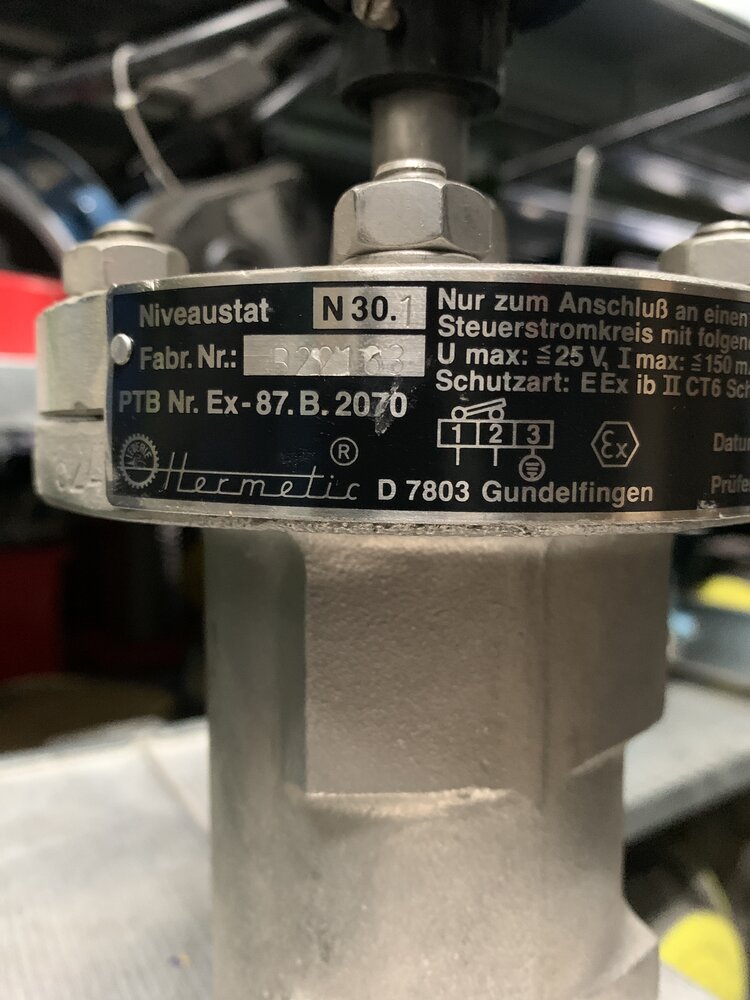 Niveaustat N 30.1
Fabr. Nr.:
PTB Nr. Ex-87.B.2070
Hermetic ®
D 7803 Gundelfingen
Nur zum Anschluß an einen
Steuerstromkreis mit
U max: ≦ 25 V, I max: ≦ 150
Schutzart: EEx ib II CT6
1 2 3
εx